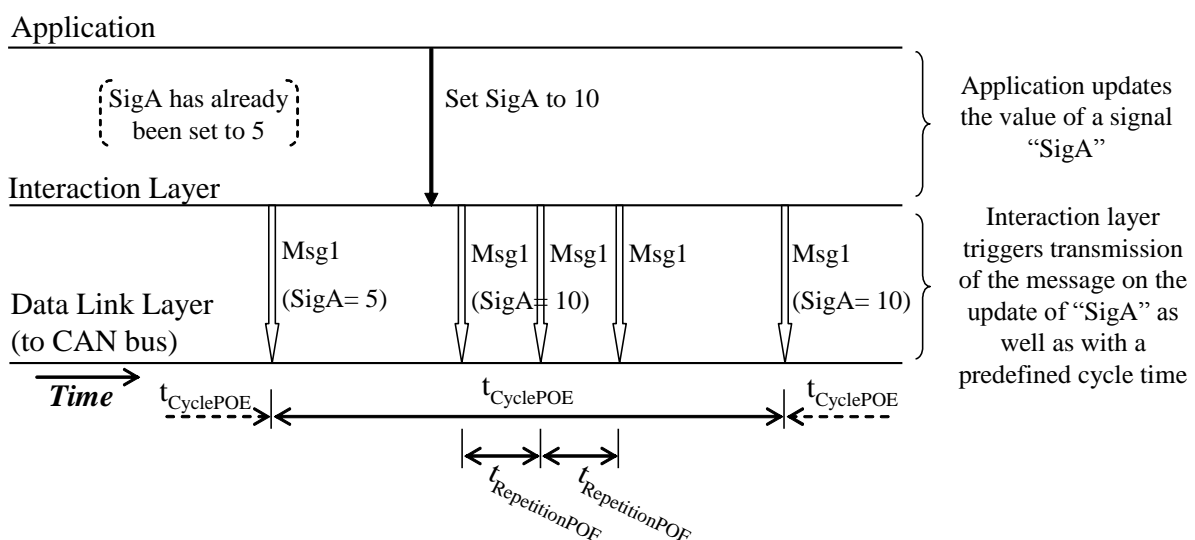 Application
SigA has already
been set to 5
Set SigA to 10
Application updates
the value of a signal
“SigA”
Interaction Layer
Msg1
(SigA= 5)
Msg1
(SigA= 10)
Msg1
Msg1
Msg1
(SigA= 10)
Interaction layer
triggers transmission
of the message on the
update of “SigA” as
well as with a
predefined cycle time
Data Link Layer
(to CAN bus)
Time
tCyclePOE
tCyclePOE
tCyclePOE
tRepetitionPOE
tRepetitionPOE